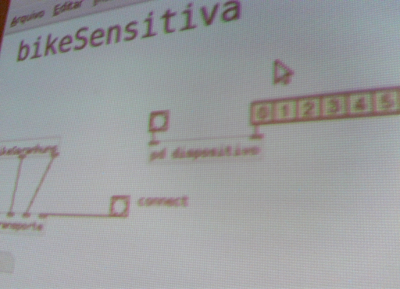 Arquivo Editar
bikeSensitiva
0 1 2 3 4 5
pd dispositivo
connect